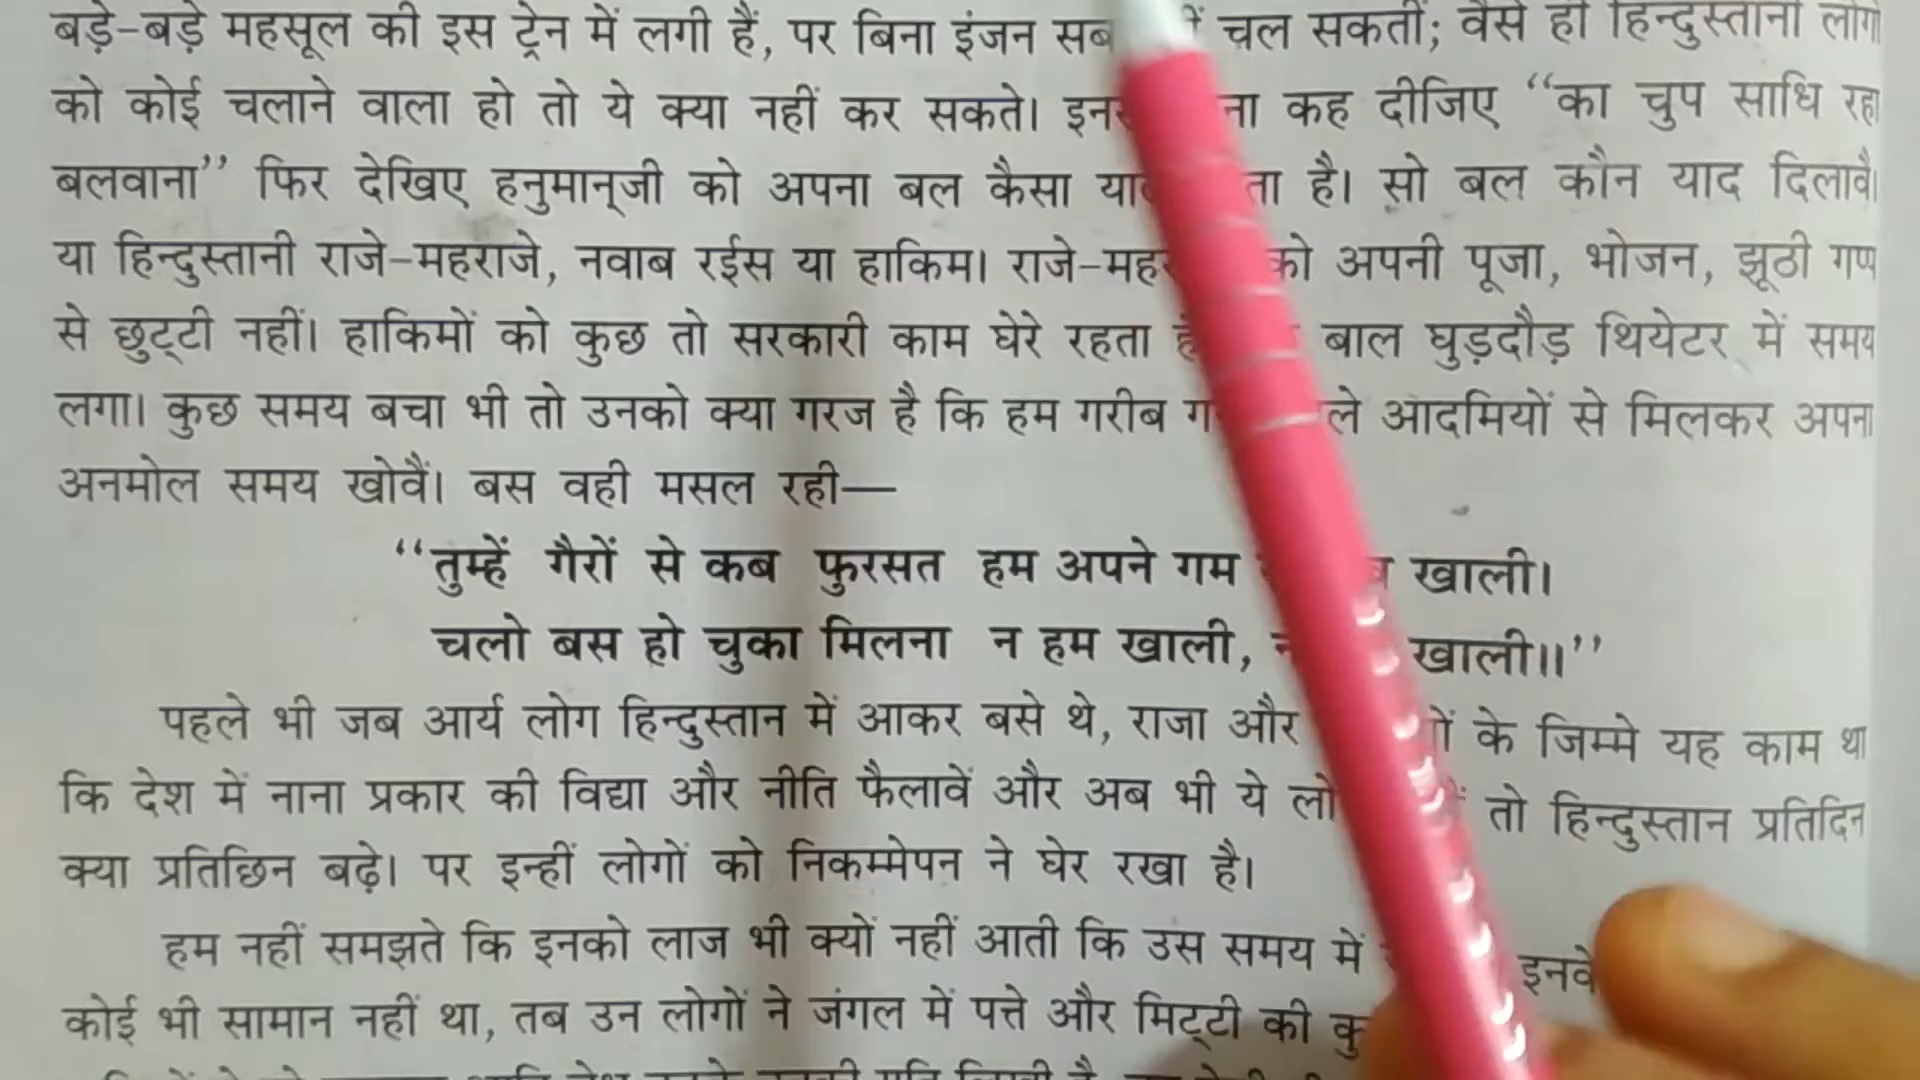 बड़े-बड़े महसूल की इस ट्रेन में लगी हैं, पर बिना इंजन सब चल सकतीं; वैसे ही हिन्दुस्तानी लोगों
को कोई चलाने वाला हो तो ये क्या नहीं कर सकते। कह दीजिए “का चुप साधि रहा
बलवाना” फिर देखिए हनुमान्जी को अपना बल कैसा है। सो बल कौन याद दिलावै।
या हिन्दुस्तानी राजे-महराजे, नवाब रईस या हाकिम। को अपनी पूजा, भोजन, झूठी गप
से छुट्टी नहीं। हाकिमों को कुछ तो सरकारी काम घेरे रहता बाल घुड़दौड़ थियेटर में समय
लगा। कुछ समय बचा भी तो उनको क्या गरज है कि हम गरीब आदमियों से मिलकर अपना
अनमोल समय खोवैं। बस वही मसल रही—
“तुम्हें गैरों से कब फुरसत हम अपने गम खाली।
चलो बस हो चुका मिलना न हम खाली, खाली॥”
पहले भी जब आर्य लोग हिन्दुस्तान में आकर बसे थे, राजा और के जिम्मे यह काम था
कि देश में नाना प्रकार की विद्या और नीति फैलावें और अब भी ये तो हिन्दुस्तान प्रतिदिन
क्या प्रतिछिन बढ़े। पर इन्हीं लोगों को निकम्मेपन ने घेर रखा है।
हम नहीं समझते कि इनको लाज भी क्यों नहीं आती कि उस समय में
कोई भी सामान नहीं था, तब उन लोगों ने जंगल में पत्ते और मिट्टी की